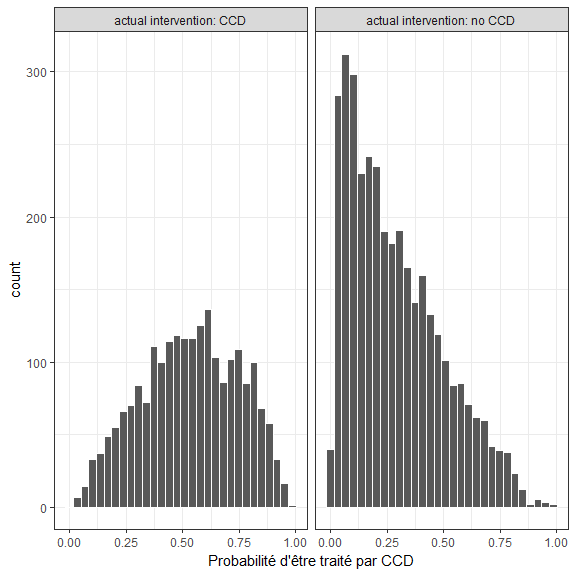 actual intervention: CCD
actual intervention: no CCD
300
200
100
0
count
0.00 0.25 0.50 0.75 1.00
0.00 0.25 0.50 0.75 1.00
Probabilité d'être traité par CCD